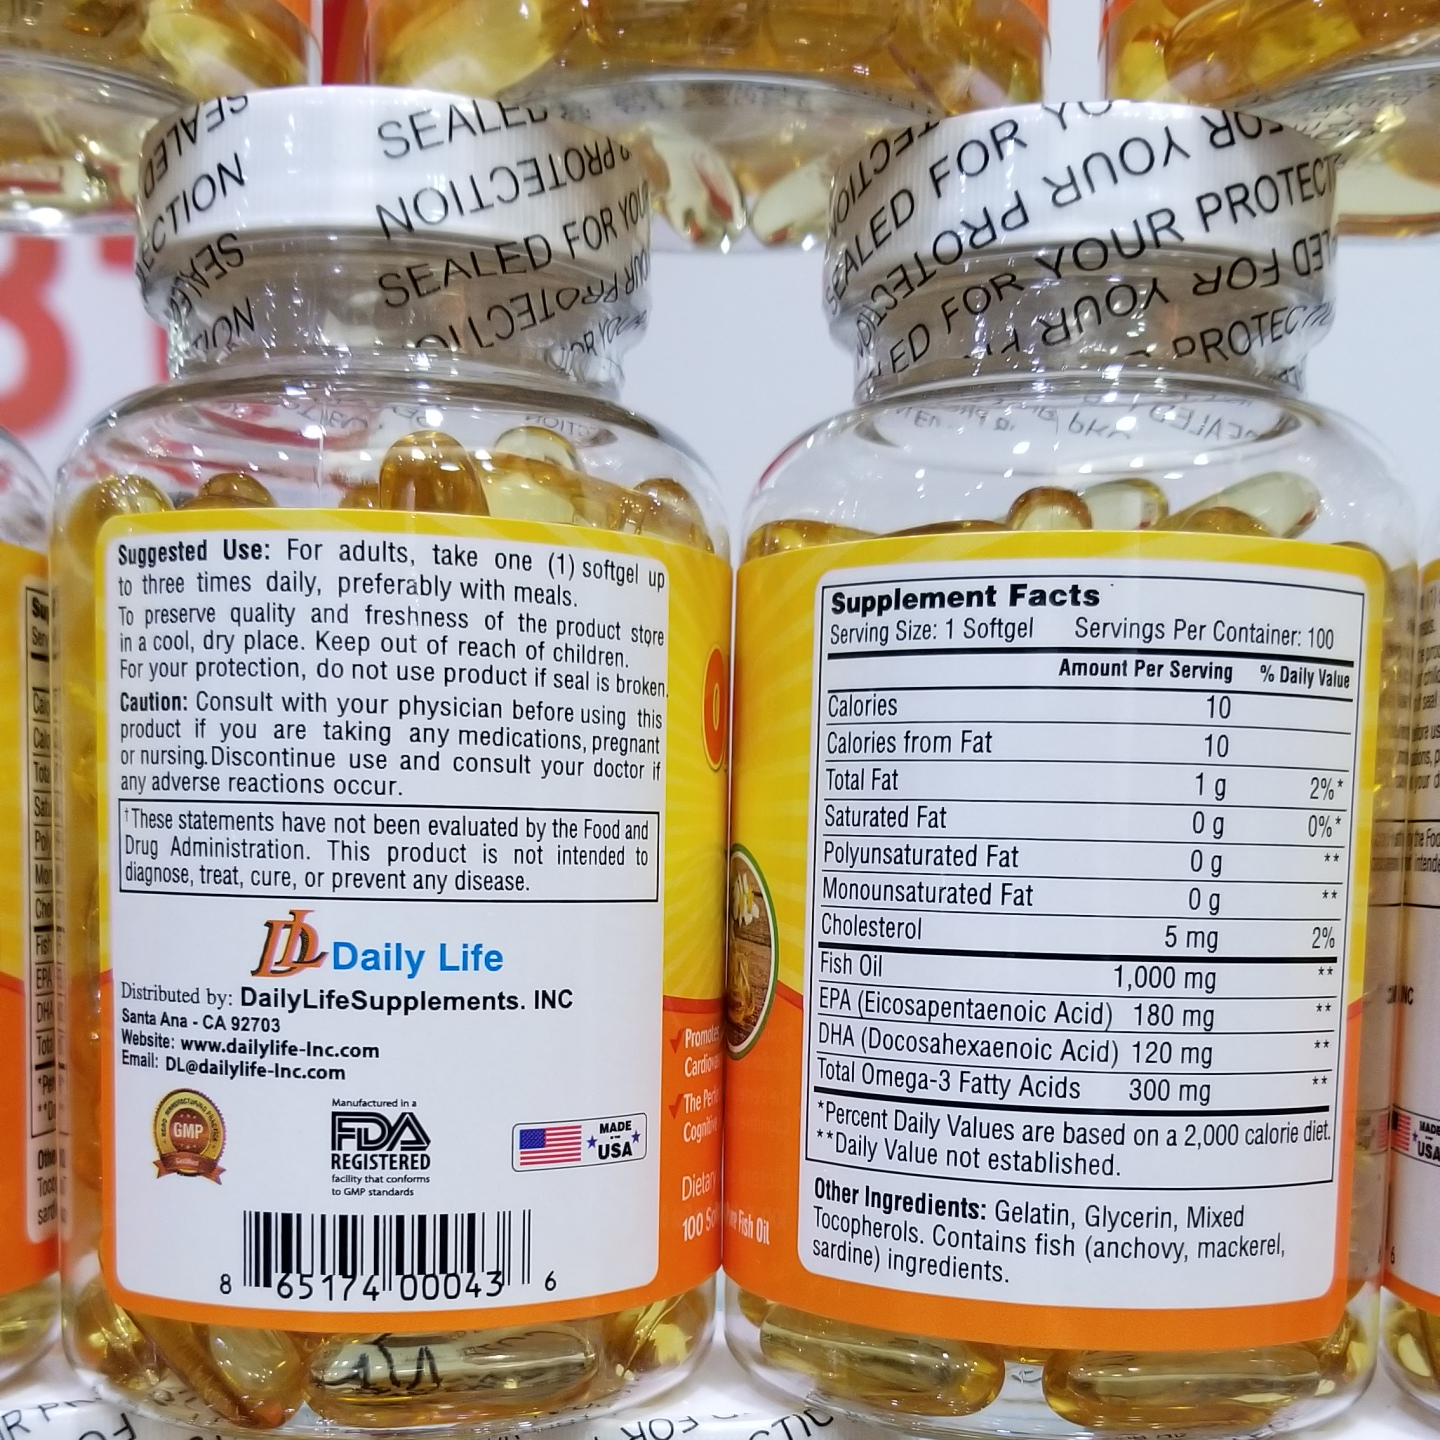 SEALED FOR YOUR PROTECTION
SEALED FOR YOUR PROTECTION
Suggested Use: For adults, take one (1) softgel up
to three times daily, preferably with meals.
To preserve quality and freshness of the product store
in a cool, dry place. Keep out of reach of children.
For your protection, do not use product if seal is broken.
Caution: Consult with your physician before using this
product if you are taking any medications, pregnant
or nursing. Discontinue use and consult your doctor if
any adverse reactions occur.
†These statements have not been evaluated by the Food and
Drug Administration. This product is not intended to
diagnose, treat, cure, or prevent any disease.
DL Daily Life
Distributed by: DailyLifeSupplements. INC
Santa Ana - CA 92703
Website: www.dailylife-Inc.com
Email: DL@dailylife-Inc.com
GMP
Manufactured in a
FDA
REGISTERED
facility that conforms
to GMP standards
MADE
IN THE
USA
8 65174 00043 6
Dietary
Fish Oil
Supplement Facts
Serving Size: 1 Softgel Servings Per Container: 100
Amount Per Serving % Daily Value
Calories 10
Calories from Fat 10
Total Fat 1 g 2%*
Saturated Fat 0 g 0%*
Polyunsaturated Fat 0 g **
Monounsaturated Fat 0 g **
Cholesterol 5 mg 2%
Fish Oil 1,000 mg **
EPA (Eicosapentaenoic Acid) 180 mg **
DHA (Docosahexaenoic Acid) 120 mg **
Total Omega-3 Fatty Acids 300 mg **
*Percent Daily Values are based on a 2,000 calorie diet.
**Daily Value not established.
Other Ingredients: Gelatin, Glycerin, Mixed
Tocopherols. Contains fish (anchovy, mackerel,
sardine) ingredients.